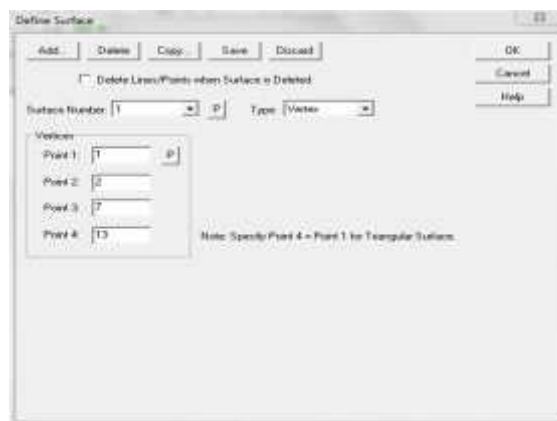 Define Surface
Add... Delete Copy... Save Discard OK
Delete Lines/Points when Surface is Deleted Cancel
Help
Surface Number: 1 P Type: Vertex
Vertices
Point 1: 1 P
Point 2: 2
Point 3: 7
Point 4: 13 Note: Specify Point 4 = Point 1 for Triangular Surface.